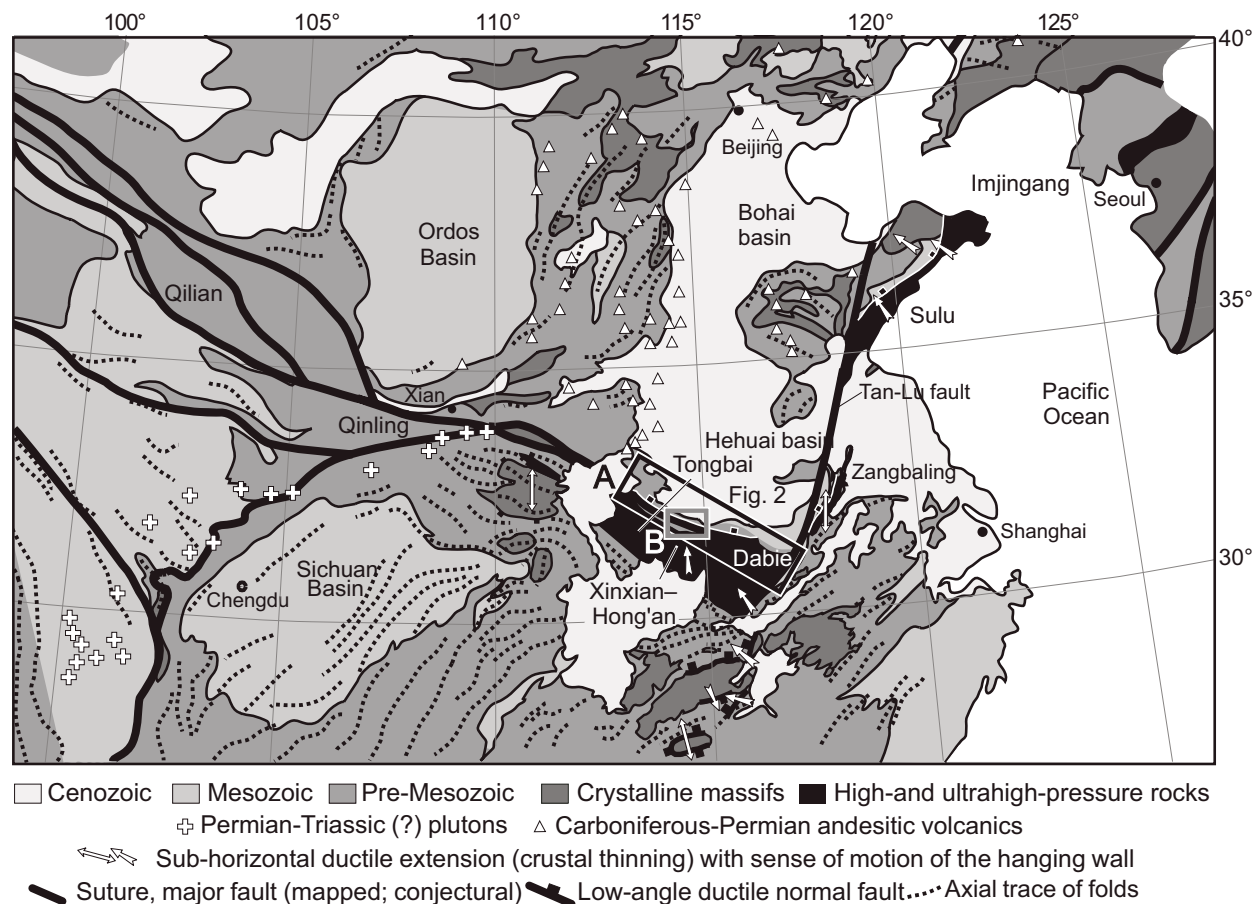 100° 105° 110° 115° 120° 125°
40°
Beijing
Imjingang
Seoul
Bohai
basin
Ordos
Basin
Qilian
35°
Sulu
Xian
Tan-Lu fault
Pacific
Ocean
Qinling
Hehuai basin
Tongbai
Zangbaling
A
Fig. 2
Shanghai
B
Dabie
30°
Sichuan
Basin
Chengdu
Xinxian–
Hong'an
Cenozoic Mesozoic Pre-Mesozoic Crystalline massifs High-and ultrahigh-pressure rocks
Permian-Triassic (?) plutons Carboniferous-Permian andesitic volcanics
Sub-horizontal ductile extension (crustal thinning) with sense of motion of the hanging wall
Suture, major fault (mapped; conjectural) Low-angle ductile normal fault Axial trace of folds